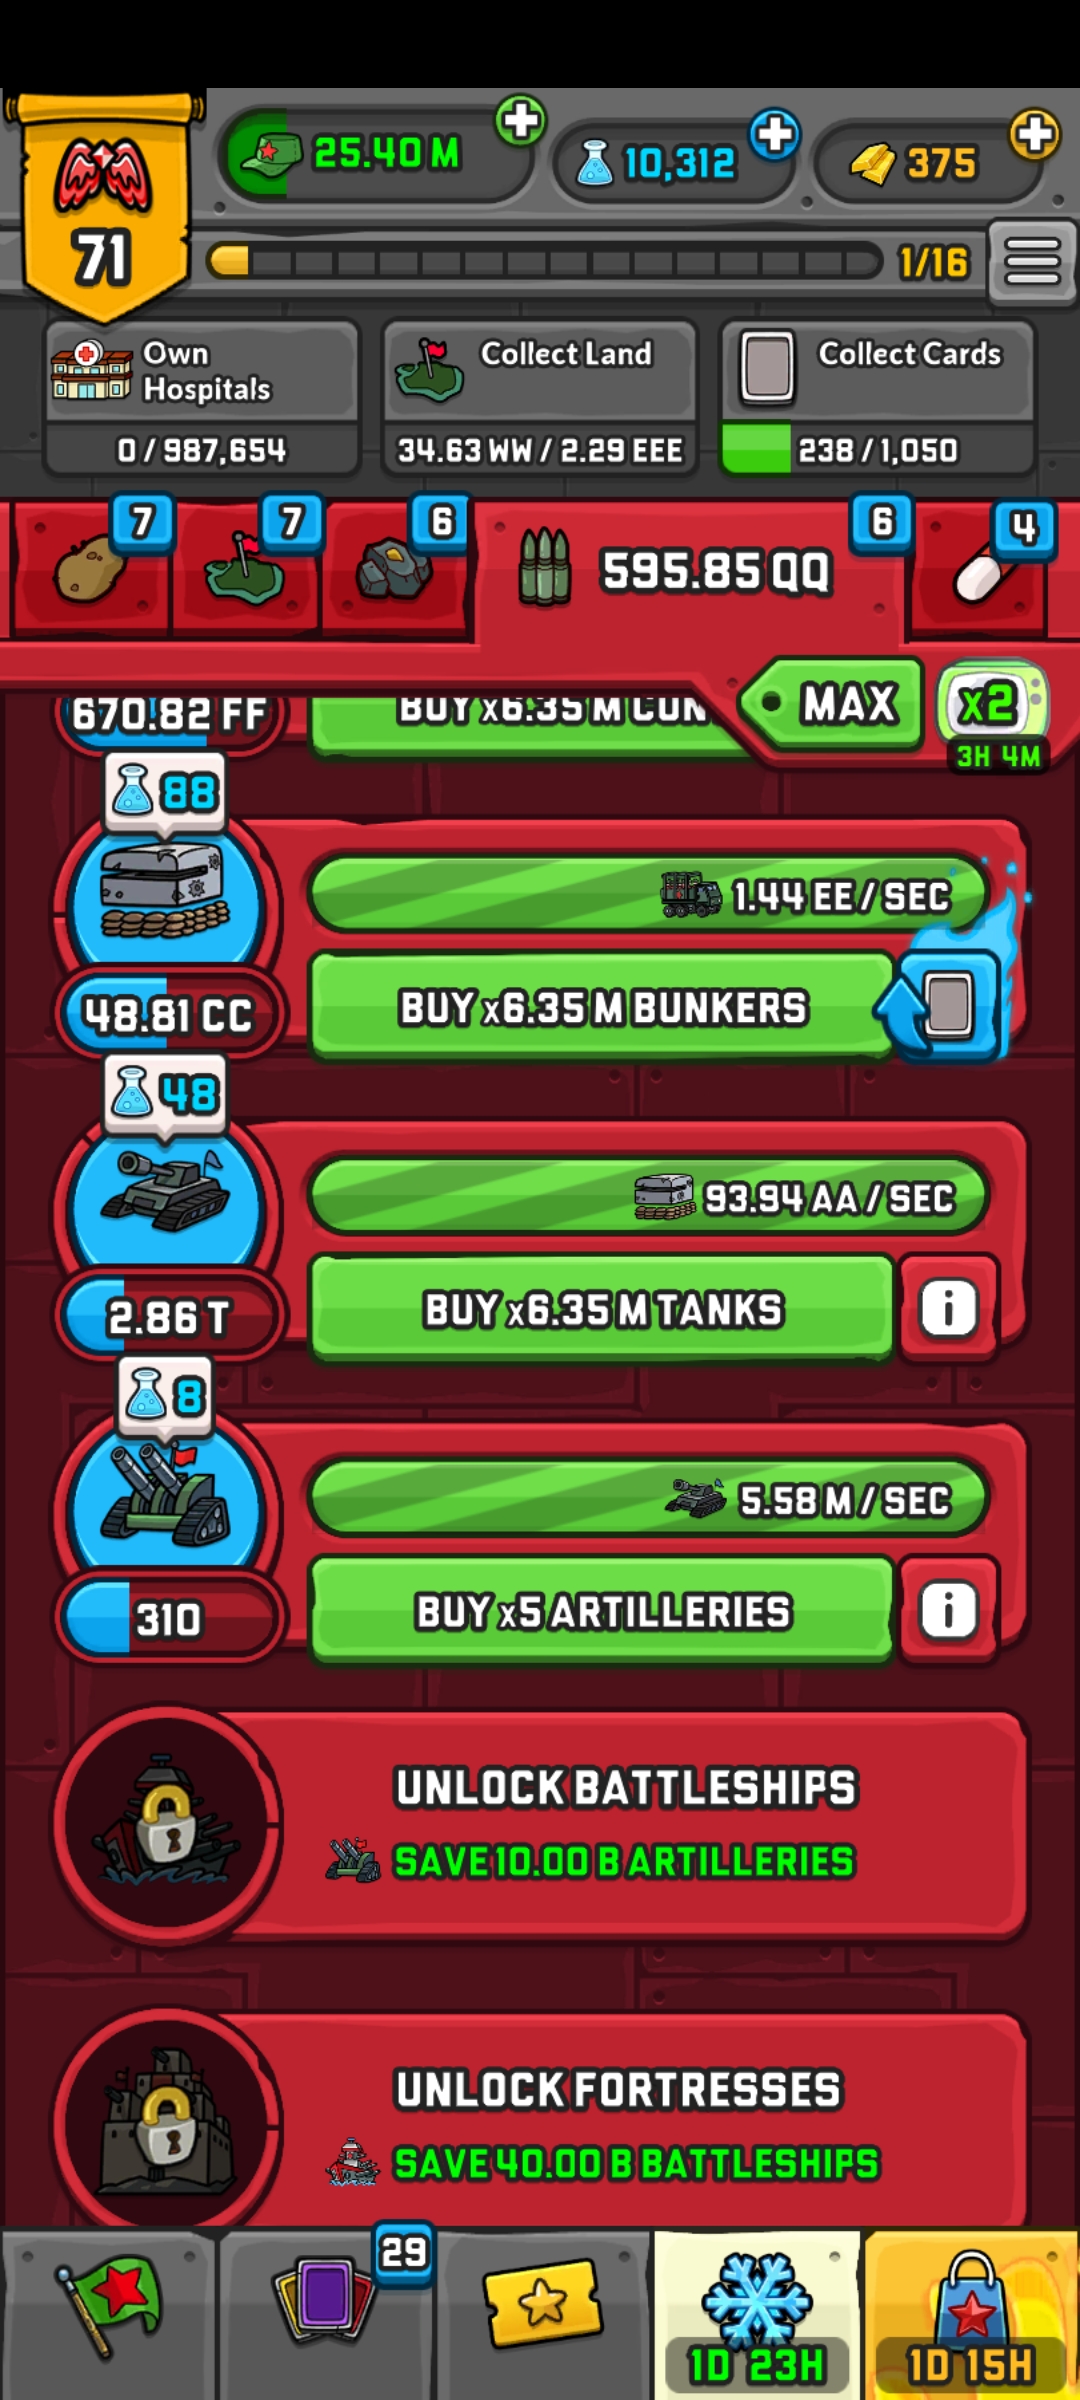 25.40 M
10,312
375
71
1/16
Own
Hospitals
Collect Land
Collect Cards
0 / 987,654
34.63 WW / 2.29 EEE
238 / 1,050
7
7
6
595.85 QQ
6
4
670.82 FF
BUY x6.35 M CON
MAX
x2
3H 4M
88
1.44 EE / SEC
48.81 CC
BUY x6.35 M BUNKERS
48
93.94 AA / SEC
2.86 T
BUY x6.35 M TANKS
i
8
5.58 M / SEC
310
BUY x5 ARTILLERIES
i
UNLOCK BATTLESHIPS
SAVE 10.00 B ARTILLERIES
UNLOCK FORTRESSES
SAVE 40.00 B BATTLESHIPS
29
1D 23H
1D 15H